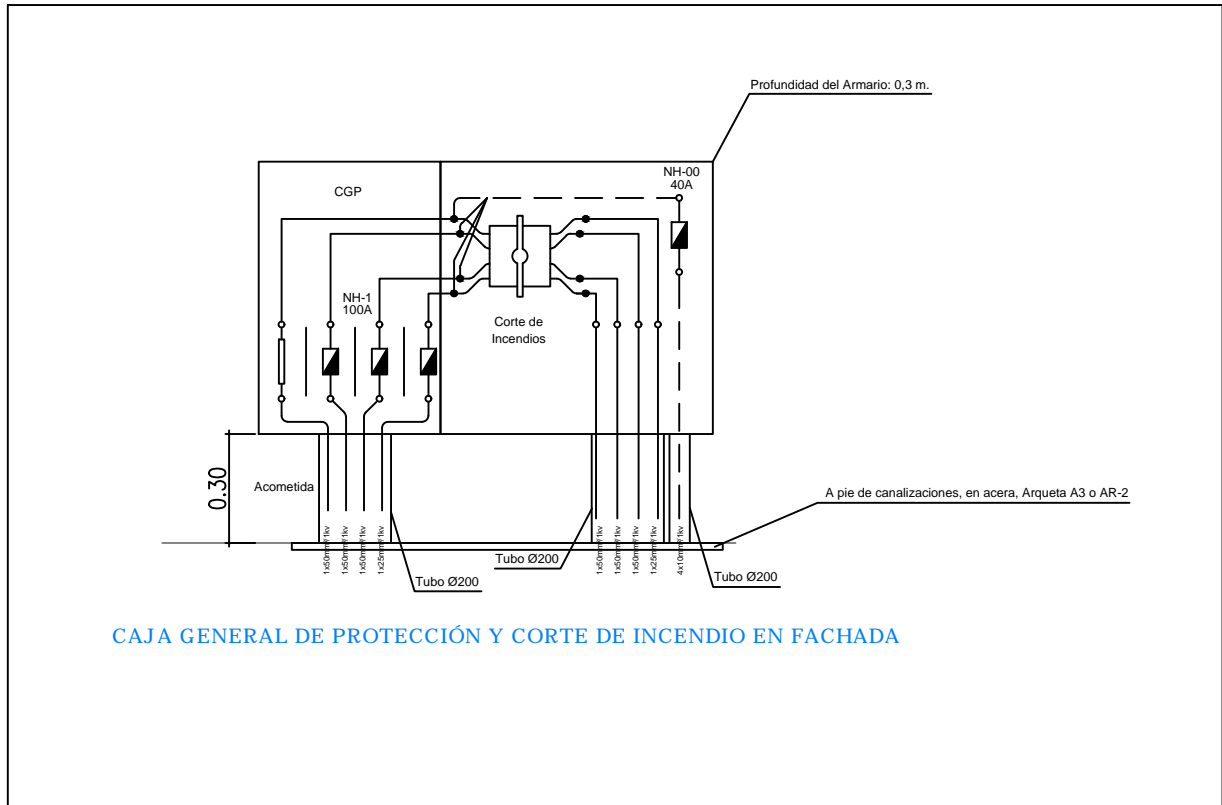 Profundidad del Armario: 0,3 m.
NH-00
40A
CGP
NH-1
100A
Corte de
Incendios
0.30
Acometida
A pie de canalizaciones, en acera, Arqueta A3 o AR-2
1x50mm²/1kv
1x50mm²/1kv
1x50mm²/1kv
1x25mm²/1kv
1x50mm²/1kv
1x50mm²/1kv
1x50mm²/1kv
1x25mm²/1kv
4x10mm²/1kv
Tubo Ø200
Tubo Ø200
Tubo Ø200
CAJA GENERAL DE PROTECCIÓN Y CORTE DE INCENDIO EN FACHADA